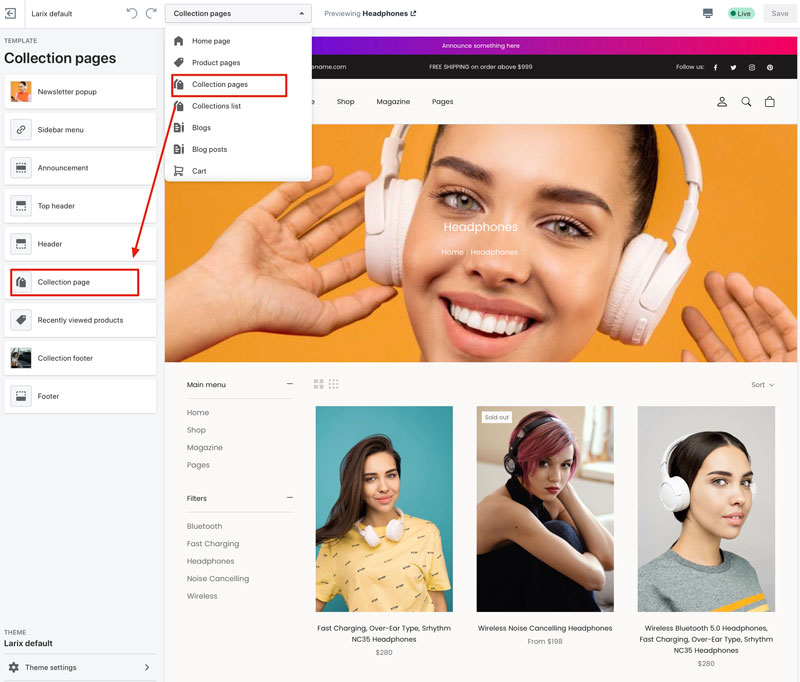 Larix default
Collection pages
Previewing Headphones
Live
Save
TEMPLATE
Collection pages
Newsletter popup
Sidebar menu
Announcement
Top header
Header
Collection page
Recently viewed products
Collection footer
Footer
THEME
Larix default
Theme settings
Home page
Product pages
Collection pages
Collections list
Blogs
Blog posts
Cart
Announce something here
ename.com
FREE SHIPPING on order above $999
Follow us:
e
Shop
Magazine
Pages
Headphones
Home / Headphones
Main menu
Home
Shop
Magazine
Pages
Filters
Bluetooth
Fast Charging
Headphones
Noise Cancelling
Wireless
Sort
Sold out
Fast Charging, Over-Ear Type, Srhythm
NC35 Headphones
$280
Wireless Noise Cancelling Headphones
From $198
Wireless Bluetooth 5.0 Headphones,
Fast Charging, Over-Ear Type, Srhythm
NC35 Headphones
$280